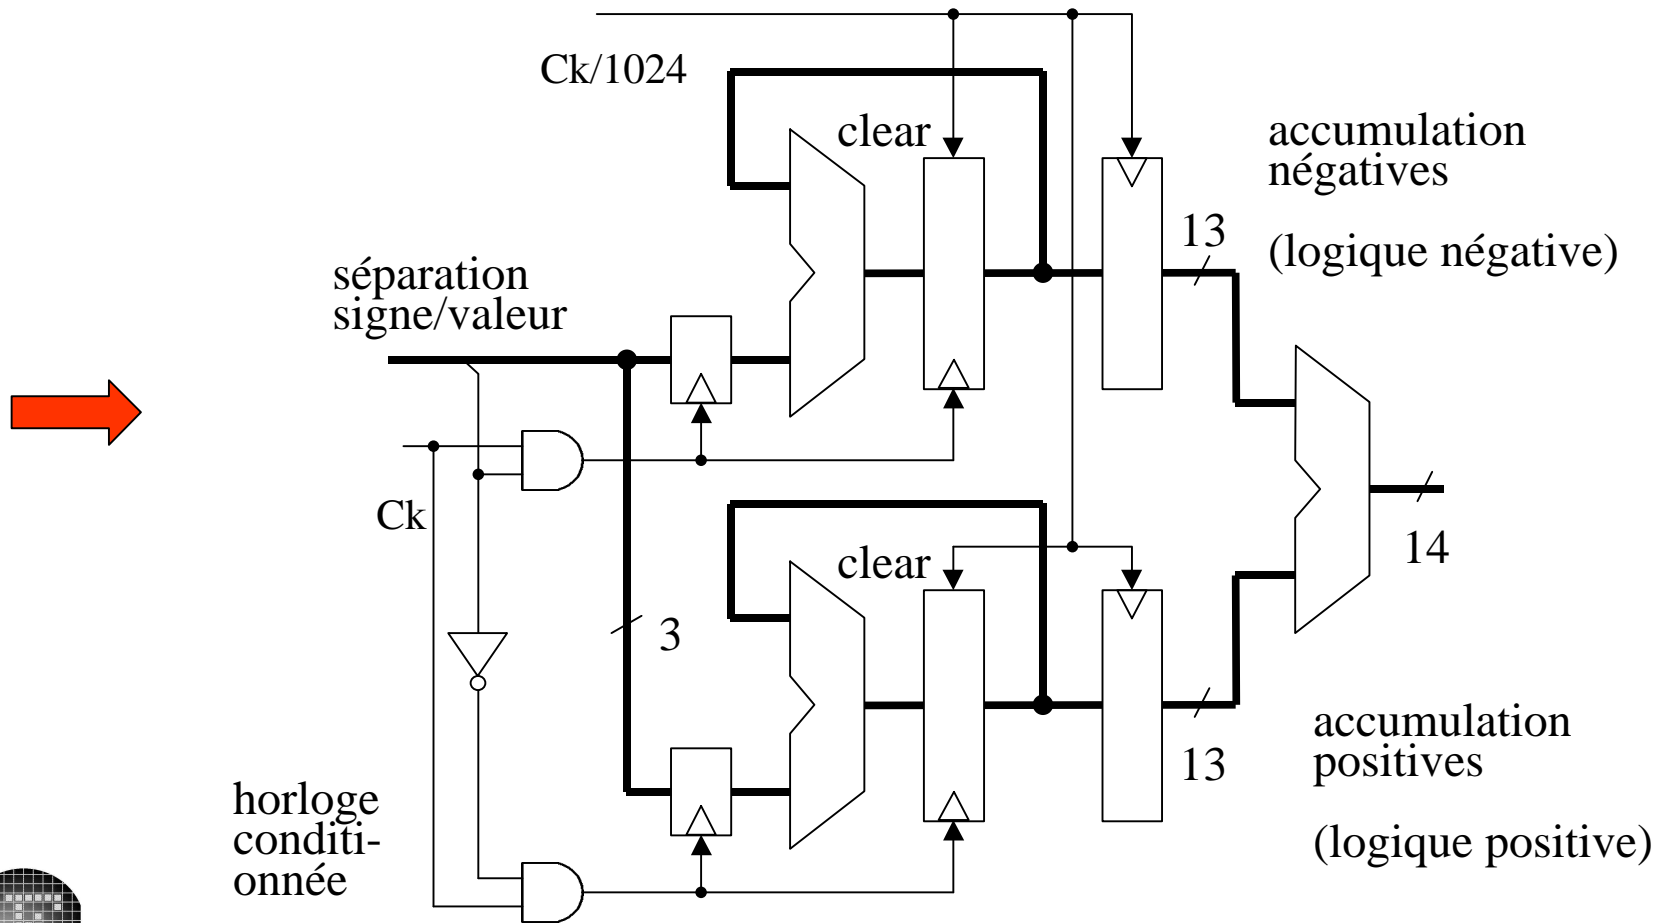 Ck/1024
clear
accumulation
négatives
(logique négative)
13
séparation
signe/valeur
Ck
clear
14
3
accumulation
positives
(logique positive)
13
horloge
conditi-
onnée